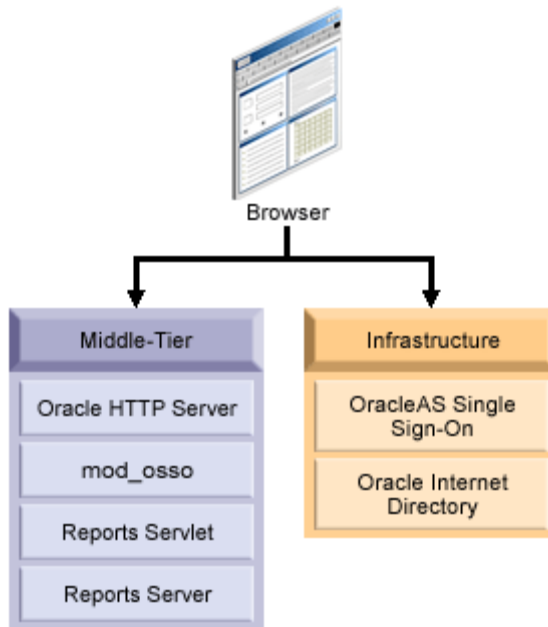 Browser
Middle-Tier
Oracle HTTP Server
mod_osso
Reports Servlet
Reports Server
Infrastructure
OracleAS Single
Sign-On
Oracle Internet
Directory